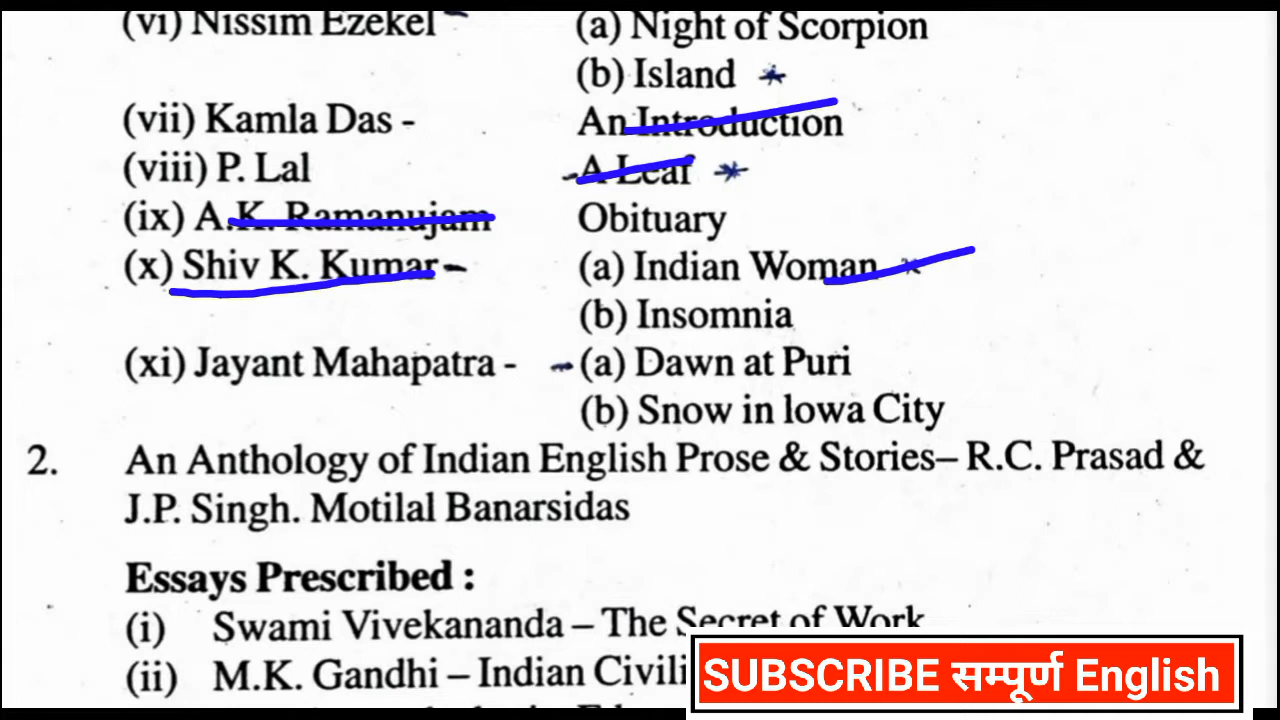 (vi) Nissim Ezekel - (a) Night of Scorpion
(b) Island
(vii) Kamla Das - An Introduction
(viii) P. Lal - A Leaf
(ix) A.K. Ramanujam Obituary
(x) Shiv K. Kumar - (a) Indian Woman
(b) Insomnia
(xi) Jayant Mahapatra - (a) Dawn at Puri
(b) Snow in lowa City
2. An Anthology of Indian English Prose & Stories– R.C. Prasad &
J.P. Singh. Motilal Banarsidas
Essays Prescribed :
(i) Swami Vivekananda – The Secret of Work
(ii) M.K. Gandhi – Indian
SUBSCRIBE सम्पूर्ण English